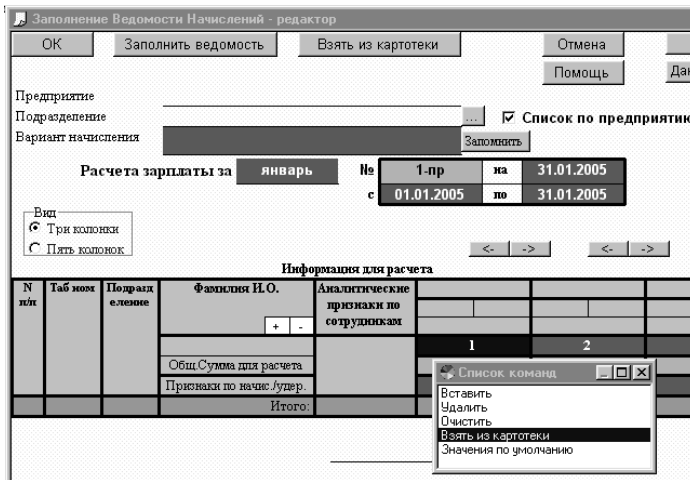 Заполнение Ведомости Начислений - редактор
ОК Заполнить ведомость Взять из картотеки Отмена
Помощь Дан
Предприятие
Подразделение ... Список по предприятию
Вариант начисления Запомнить
Расчета зарплаты за январь № 1-пр на 31.01.2005
с 01.01.2005 по 31.01.2005
Вид
Три колонки
Пять колонок
<- -> <- ->
Информация для расчета
N п/п Таб ном Подразд еление Фамилия И.О. Аналитические признаки по сотрудникам
+ -
1 2
Общ.Сумма для расчета
Признаки по начис./удер.
Итого:
Список команд
Вставить
Удалить
Очистить
Взять из картотеки
Значения по умолчанию